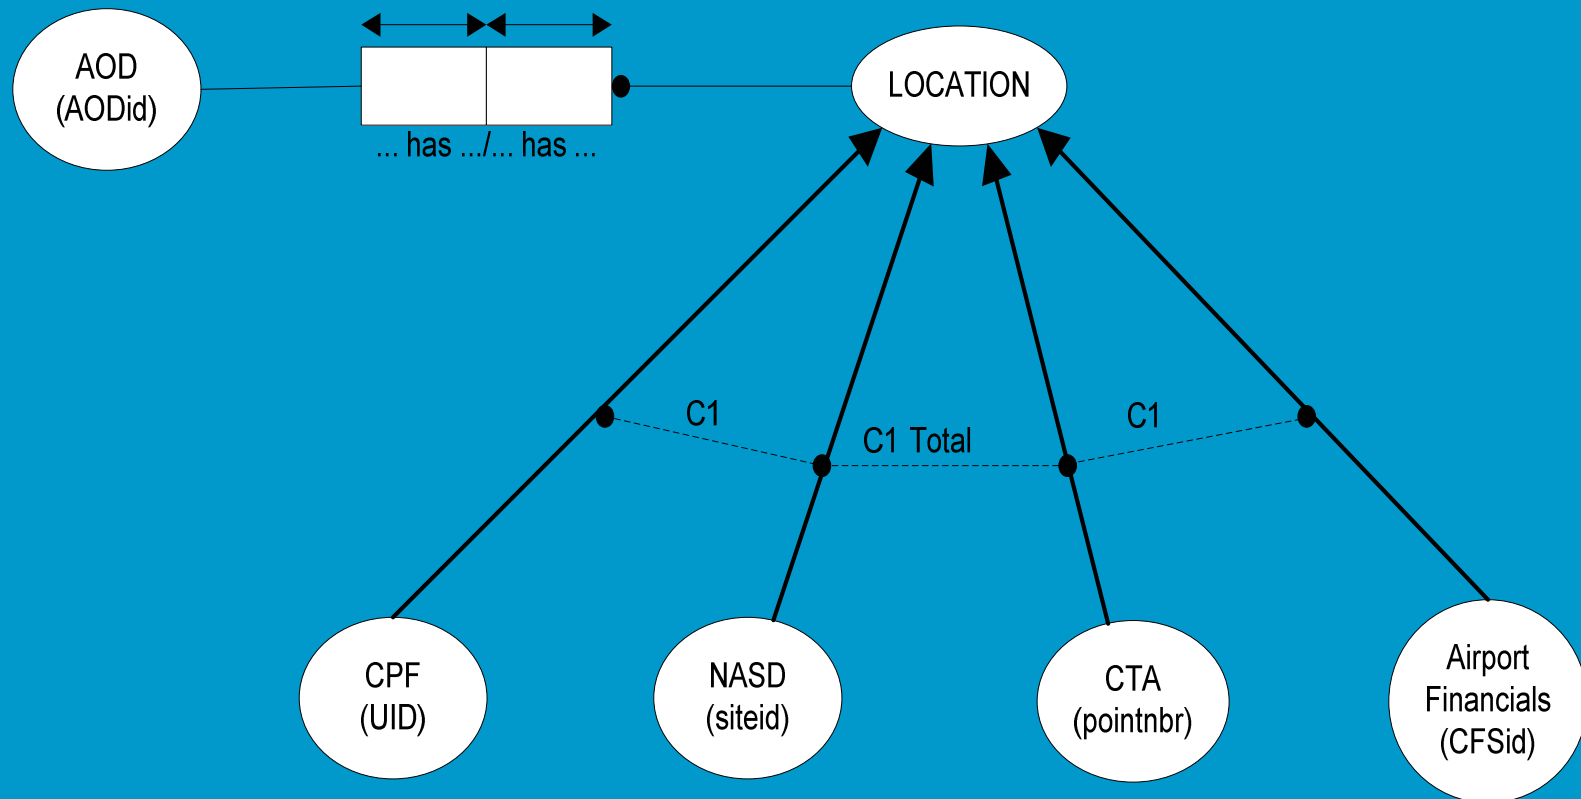 AOD
(AODid)
... has .../... has ...
LOCATION
C1
C1 Total
C1
CPF
(UID)
NASD
(siteid)
CTA
(pointnbr)
Airport
Financials
(CFSid)